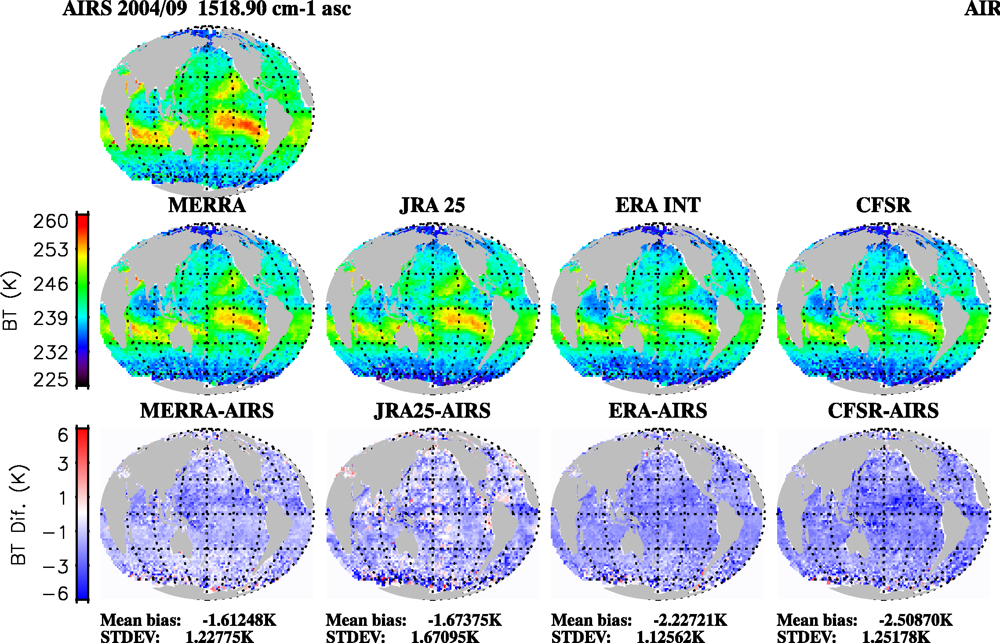 AIRS 2004/09 1518.90 cm-1 asc
AIR
MERRA
JRA 25
ERA INT
CFSR
BT (K)
260
253
246
239
232
225
MERRA-AIRS
JRA25-AIRS
ERA-AIRS
CFSR-AIRS
BT Dif. (K)
6
3
1
-1
-3
-6
Mean bias: -1.61248K
STDEV: 1.22775K
Mean bias: -1.67375K
STDEV: 1.67095K
Mean bias: -2.22721K
STDEV: 1.12562K
Mean bias: -2.50870K
STDEV: 1.25178K